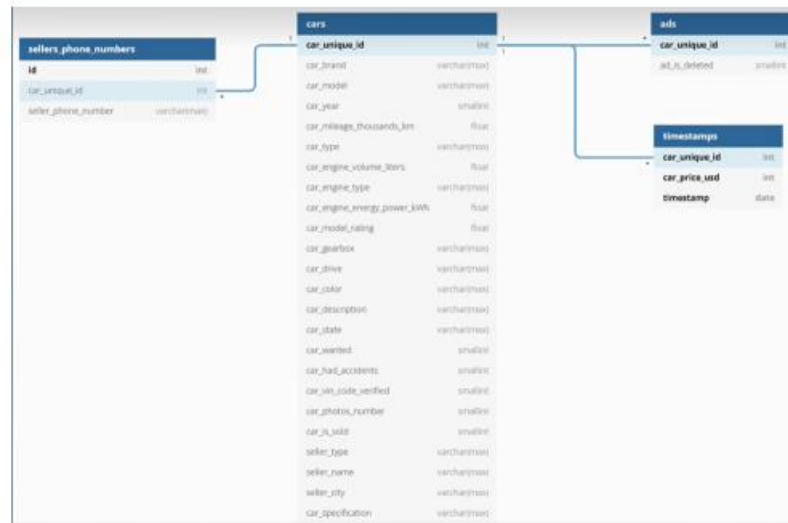 sellers_phone_numbers
id int
car_unique_id int
seller_phone_number varchar(max)
cars
car_unique_id int
car_brand varchar(max)
car_model varchar(max)
car_year smallint
car_mileage_thousands_km float
car_type varchar(max)
car_engine_volume_liters float
car_engine_type varchar(max)
car_engine_energy_power_kWh float
car_model_rating float
car_gearbox varchar(max)
car_drive varchar(max)
car_color varchar(max)
car_description varchar(max)
car_state varchar(max)
car_wanted smallint
car_had_accidents smallint
car_vin_code_verified smallint
car_photos_number smallint
car_is_sold smallint
seller_type varchar(max)
seller_name varchar(max)
seller_city varchar(max)
car_specification varchar(max)
ads
car_unique_id int
ad_is_deleted smallint
timestamps
car_unique_id int
car_price_usd int
timestamp date
1
*
1
1
*
*